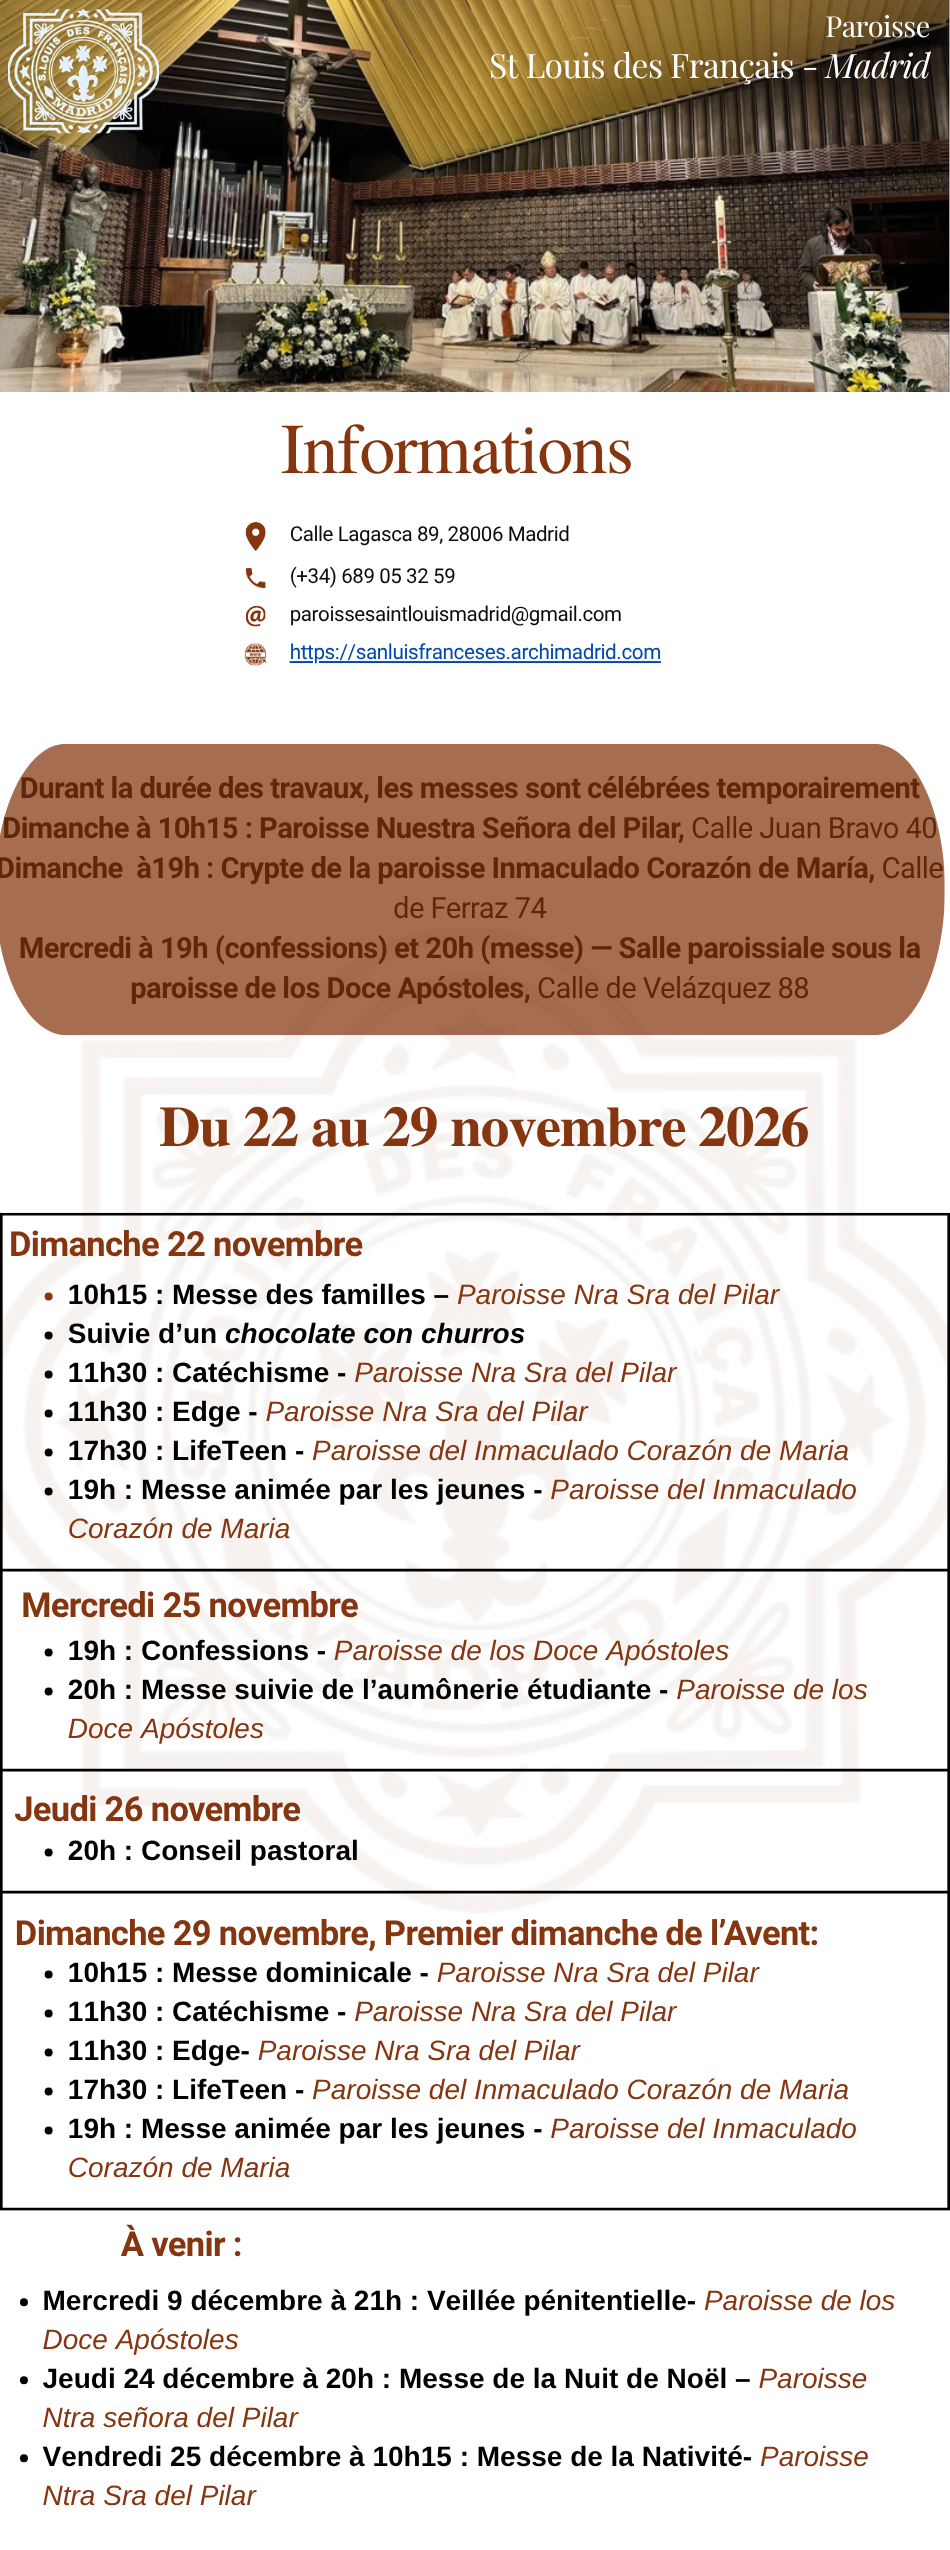 S. LOUIS DES FRANÇAIS
MADRID
Paroisse
St Louis des Français - Madrid
Informations
Calle Lagasca 89, 28006 Madrid
(+34) 689 05 32 59
@ paroissesaintlouismadrid@gmail.com
https://sanluisfranceses.archimadrid.com
Durant la durée des travaux, les messes sont célébrées temporairement
Dimanche à 10h15 : Paroisse Nuestra Señora del Pilar, Calle Juan Bravo 40
Dimanche à19h : Crypte de la paroisse Inmaculado Corazón de María, Calle
de Ferraz 74
Mercredi à 19h (confessions) et 20h (messe) — Salle paroissiale sous la
paroisse de los Doce Apóstoles, Calle de Velázquez 88
Du 22 au 29 novembre 2026
Dimanche 22 novembre
• 10h15 : Messe des familles – Paroisse Nra Sra del Pilar
• Suivie d’un chocolate con churros
• 11h30 : Catéchisme - Paroisse Nra Sra del Pilar
• 11h30 : Edge - Paroisse Nra Sra del Pilar
• 17h30 : LifeTeen - Paroisse del Inmaculado Corazón de Maria
• 19h : Messe animée par les jeunes - Paroisse del Inmaculado
Corazón de Maria
Mercredi 25 novembre
• 19h : Confessions - Paroisse de los Doce Apóstoles
• 20h : Messe suivie de l’aumônerie étudiante - Paroisse de los
Doce Apóstoles
Jeudi 26 novembre
• 20h : Conseil pastoral
Dimanche 29 novembre, Premier dimanche de l’Avent:
• 10h15 : Messe dominicale - Paroisse Nra Sra del Pilar
• 11h30 : Catéchisme - Paroisse Nra Sra del Pilar
• 11h30 : Edge- Paroisse Nra Sra del Pilar
• 17h30 : LifeTeen - Paroisse del Inmaculado Corazón de Maria
• 19h : Messe animée par les jeunes - Paroisse del Inmaculado
Corazón de Maria
À venir :
• Mercredi 9 décembre à 21h : Veillée pénitentielle- Paroisse de los
Doce Apóstoles
• Jeudi 24 décembre à 20h : Messe de la Nuit de Noël – Paroisse
Ntra señora del Pilar
• Vendredi 25 décembre à 10h15 : Messe de la Nativité- Paroisse
Ntra Sra del Pilar